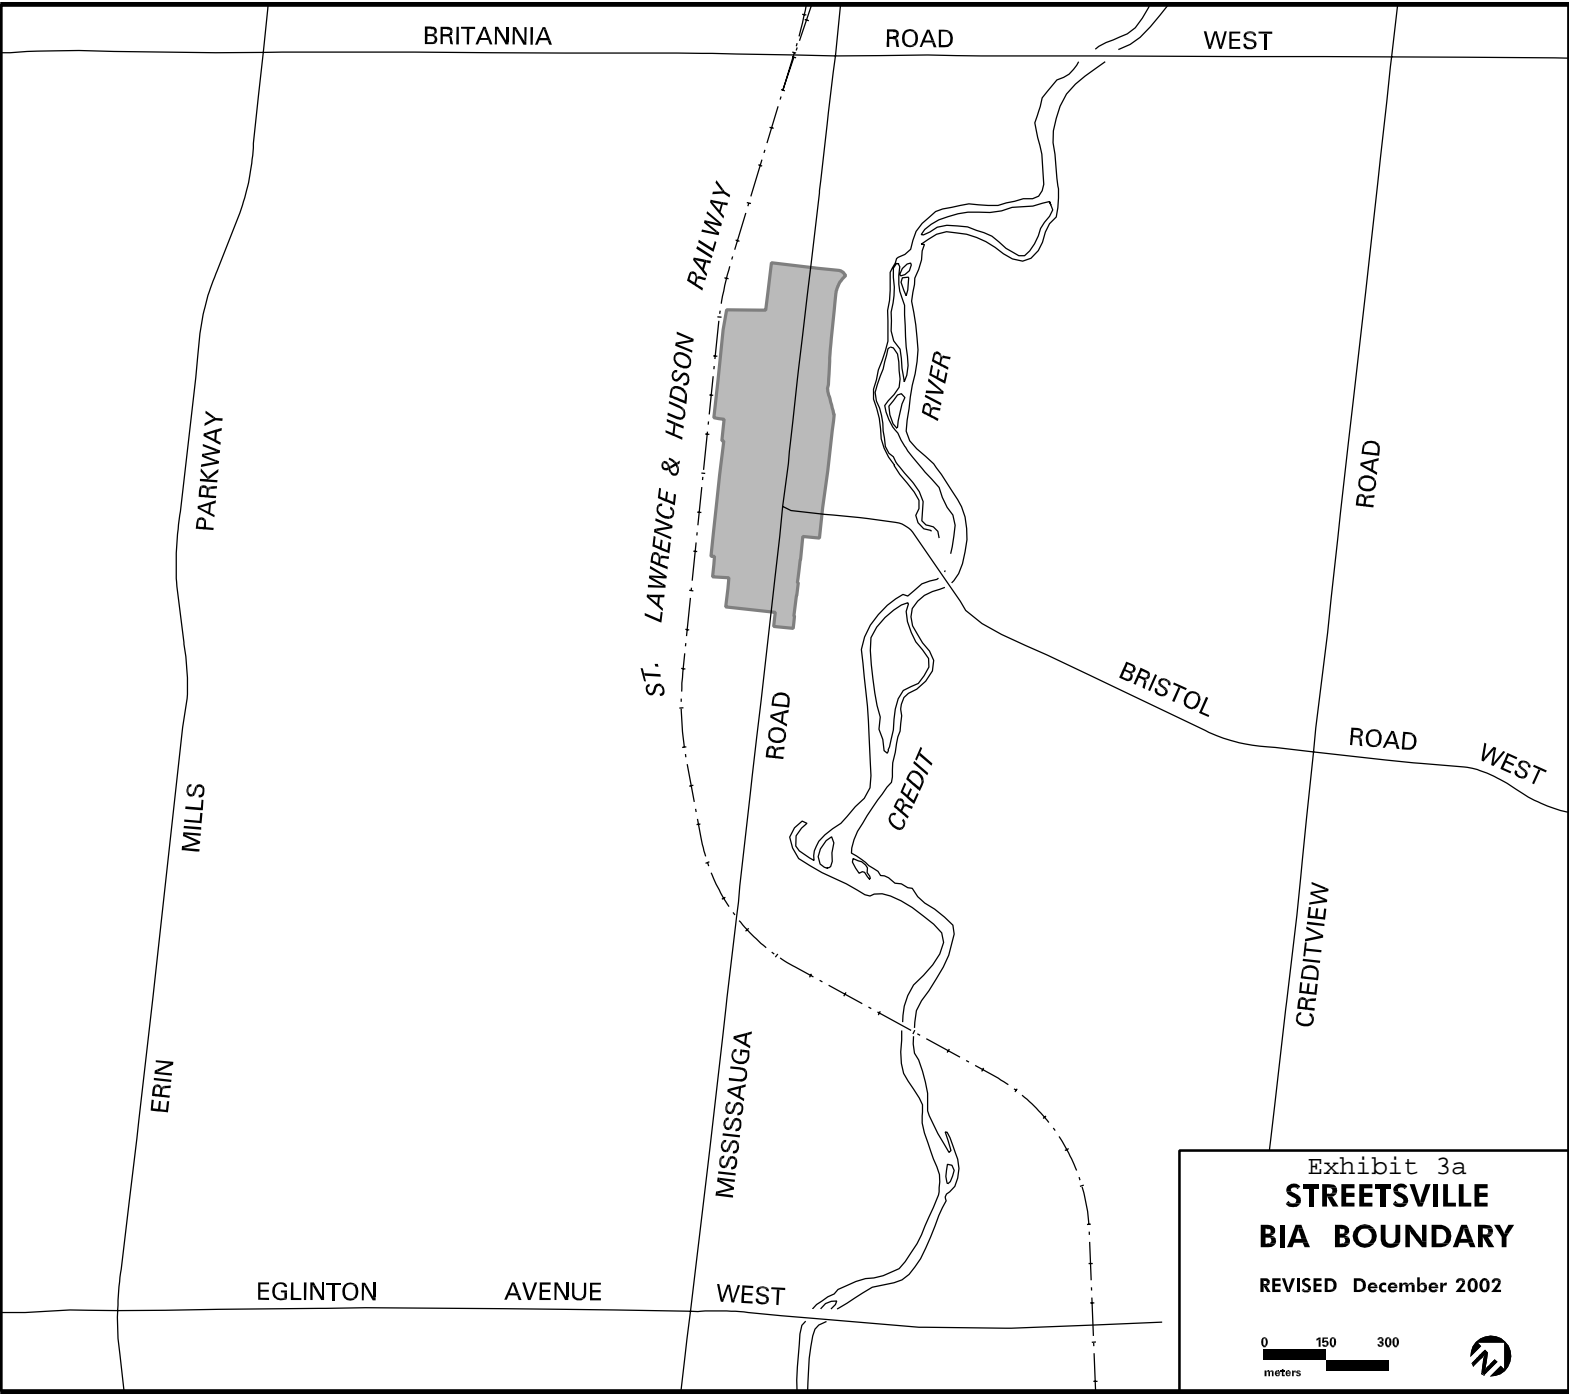 BRITANNIA ROAD WEST
ST. LAWRENCE & HUDSON RAILWAY
RIVER
CREDIT
PARKWAY
MILLS
ERIN
ROAD
MISSISSAUGA
ROAD
CREDITVIEW
BRISTOL ROAD WEST
EGLINTON AVENUE WEST
Exhibit 3a
STREETSVILLE
BIA BOUNDARY
REVISED December 2002
0 150 300
meters
N